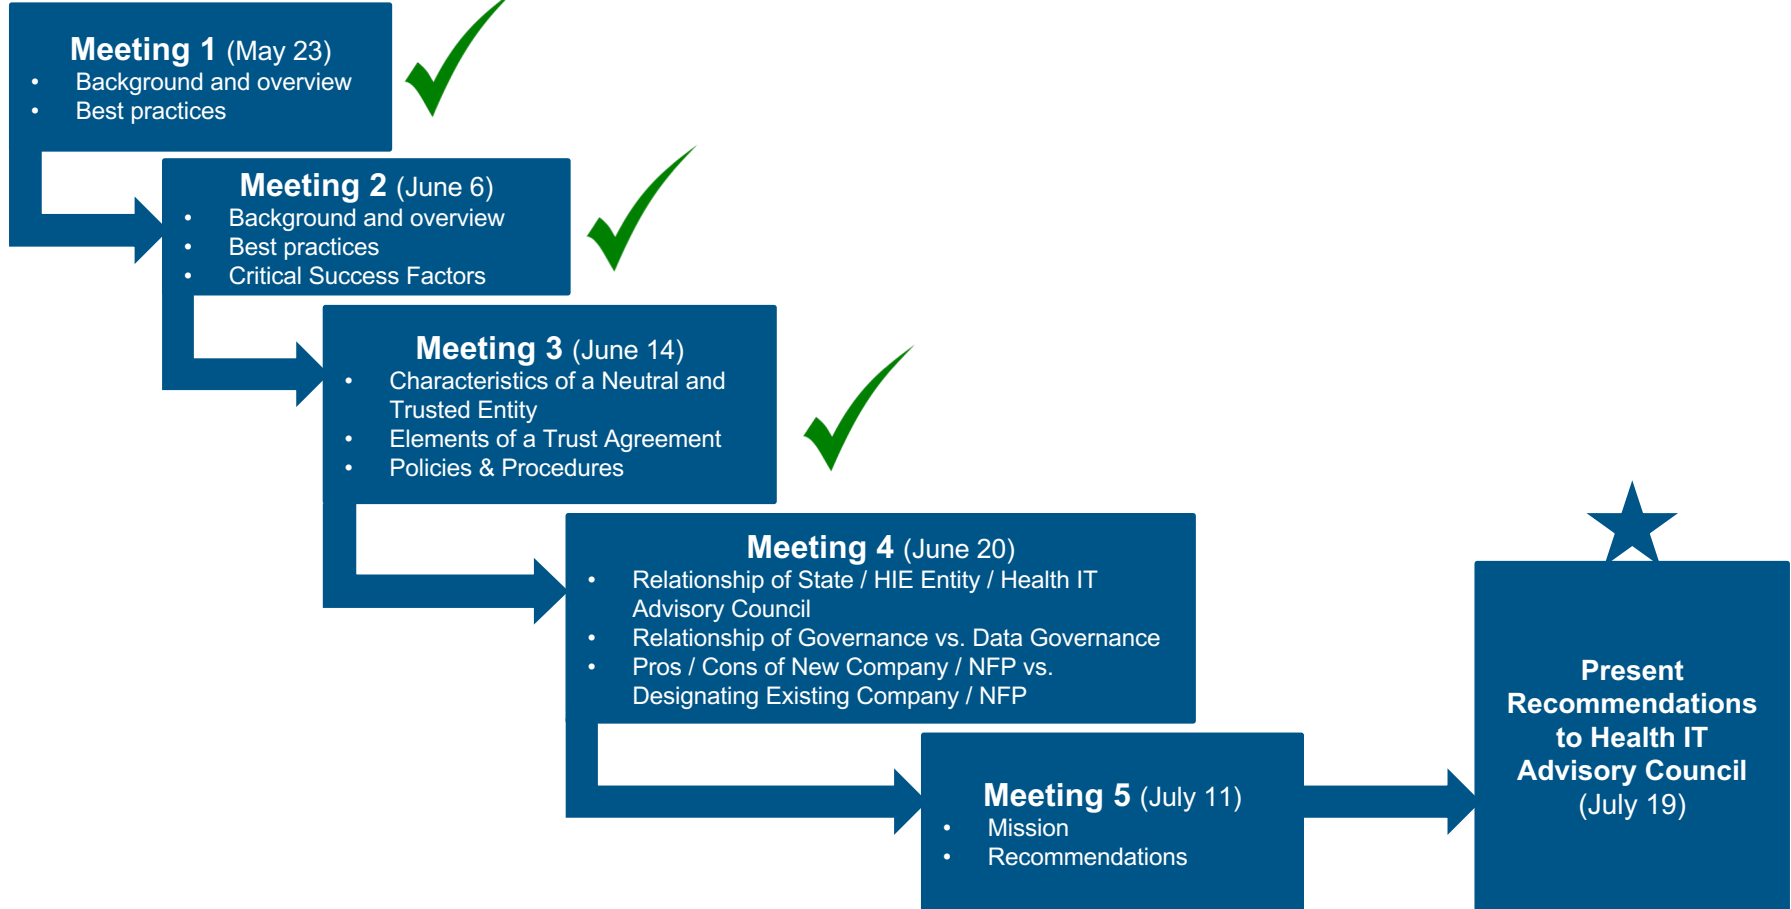 Meeting 1 (May 23)
• Background and overview
• Best practices
Meeting 2 (June 6)
• Background and overview
• Best practices
• Critical Success Factors
Meeting 3 (June 14)
• Characteristics of a Neutral and
Trusted Entity
• Elements of a Trust Agreement
• Policies & Procedures
Meeting 4 (June 20)
• Relationship of State / HIE Entity / Health IT
Advisory Council
• Relationship of Governance vs. Data Governance
• Pros / Cons of New Company / NFP vs.
Designating Existing Company / NFP
Meeting 5 (July 11)
• Mission
• Recommendations
Present
Recommendations
to Health IT
Advisory Council
(July 19)